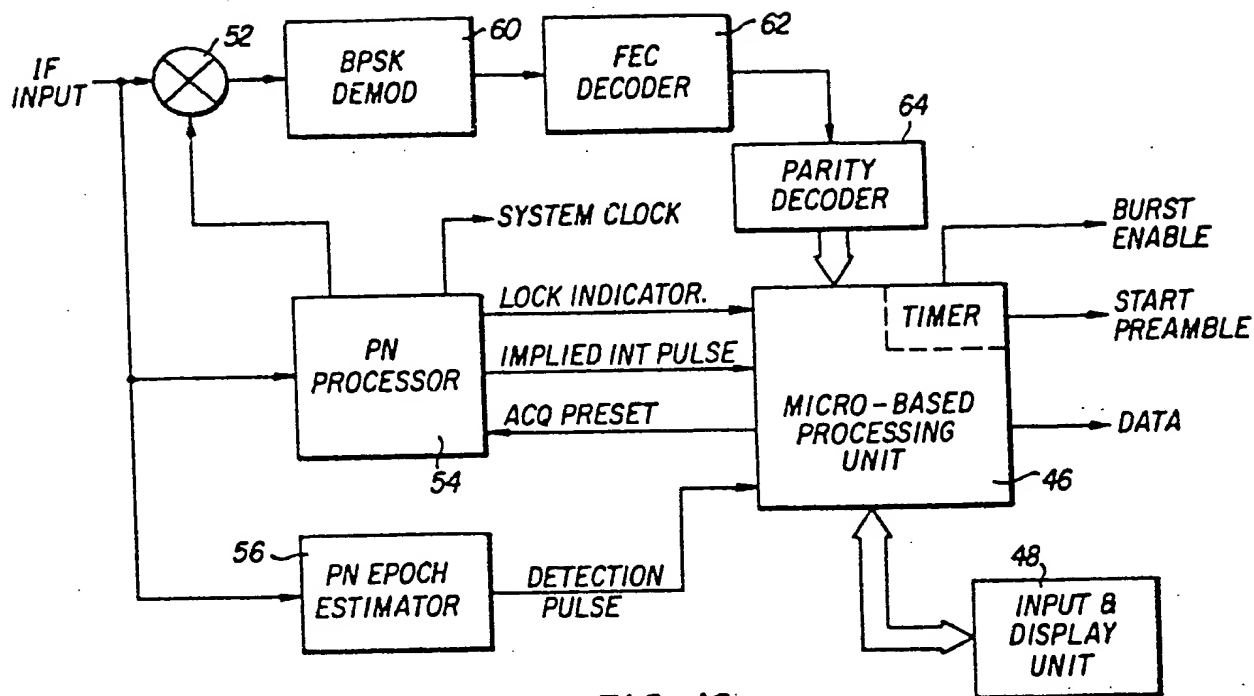 IF
INPUT
52
BPSK
DEMOD
60
FEC
DECODER
62
64
PARITY
DECODER
SYSTEM CLOCK
BURST
ENABLE
LOCK INDICATOR.
TIMER
START
PREAMBLE
PN
PROCESSOR
54
IMPLIED INT PULSE
ACQ PRESET
MICRO-BASED
PROCESSING
UNIT
46
DATA
56
PN EPOCH
ESTIMATOR
DETECTION
PULSE
48
INPUT &
DISPLAY
UNIT